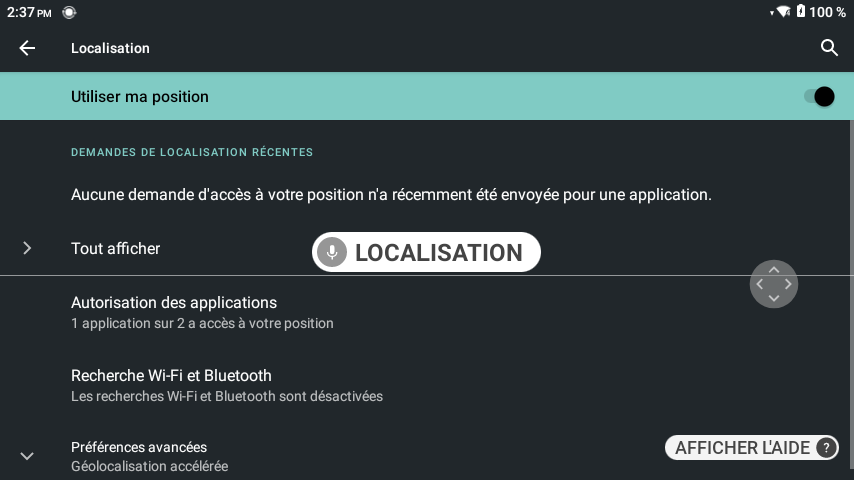 2:37 PM
100 %
Localisation
Utiliser ma position
DEMANDES DE LOCALISATION RÉCENTES
Aucune demande d'accès à votre position n'a récemment été envoyée pour une application.
Tout afficher
LOCALISATION
Autorisation des applications
1 application sur 2 a accès à votre position
Recherche Wi-Fi et Bluetooth
Les recherches Wi-Fi et Bluetooth sont désactivées
Préférences avancées
Géolocalisation accélérée
AFFICHER L'AIDE ?